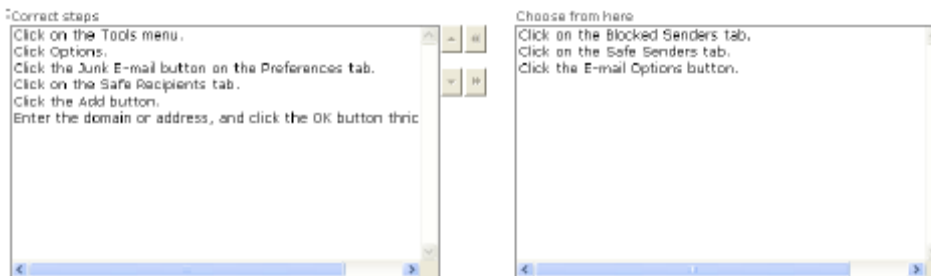 Correct steps
Click on the Tools menu.
Click Options.
Click the Junk E-mail button on the Preferences tab.
Click on the Safe Recipients tab.
Click the Add button.
Enter the domain or address, and click the OK button thric
Choose from here
Click on the Blocked Senders tab.
Click on the Safe Senders tab.
Click the E-mail Options button.